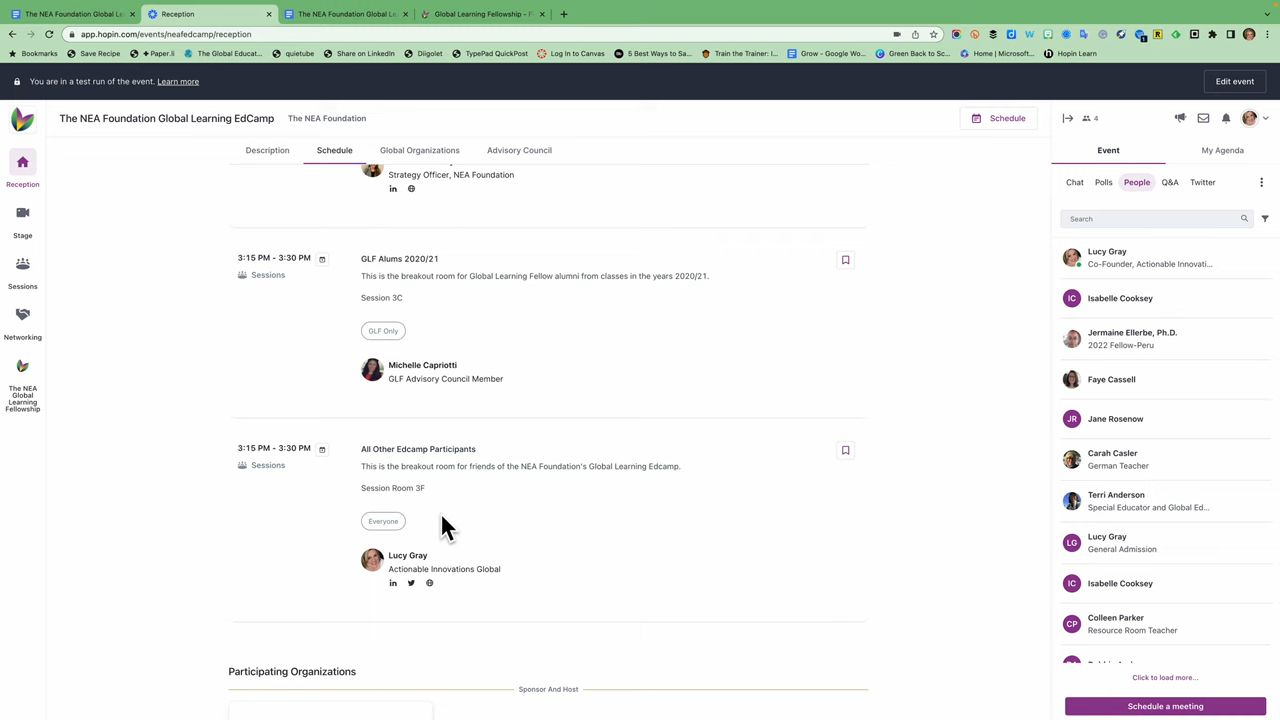 The NEA Foundation Global Le
Reception
The NEA Foundation Global Le
Global Learning Fellowship – F
app.hopin.com/events/neafedcamp/reception
Bookmarks
Save Recipe
Paper.li
The Global Educat...
quietube
Share on LinkedIn
Diigolet
TypePad QuickPost
Log In to Canvas
5 Best Ways to Sa...
Train the Trainer: I...
Grow - Google Wo...
Green Back to Sc...
Home | Microsoft...
Hopin Learn
You are in a test run of the event. Learn more
Edit event
The NEA Foundation Global Learning EdCamp
The NEA Foundation
Schedule
4
Description
Schedule
Global Organizations
Advisory Council
Event
My Agenda
Reception
Stage
Sessions
Networking
The NEA
Global
Learning
Fellowship
Strategy Officer, NEA Foundation
3:15 PM - 3:30 PM
Sessions
GLF Alums 2020/21
This is the breakout room for Global Learning Fellow alumni from classes in the years 2020/21.
Session 3C
GLF Only
Michelle Capriotti
GLF Advisory Council Member
3:15 PM - 3:30 PM
Sessions
All Other Edcamp Participants
This is the breakout room for friends of the NEA Foundation's Global Learning Edcamp.
Session Room 3F
Everyone
Lucy Gray
Actionable Innovations Global
Participating Organizations
Sponsor And Host
Chat
Polls
People
Q&A
Twitter
Search
Lucy Gray
Co-Founder, Actionable Innovati...
IC
Isabelle Cooksey
Jermaine Ellerbe, Ph.D.
2022 Fellow-Peru
Faye Cassell
JR
Jane Rosenow
Carah Casler
German Teacher
Terri Anderson
Special Educator and Global Ed...
LG
Lucy Gray
General Admission
IC
Isabelle Cooksey
CP
Colleen Parker
Resource Room Teacher
Click to load more...
Schedule a meeting